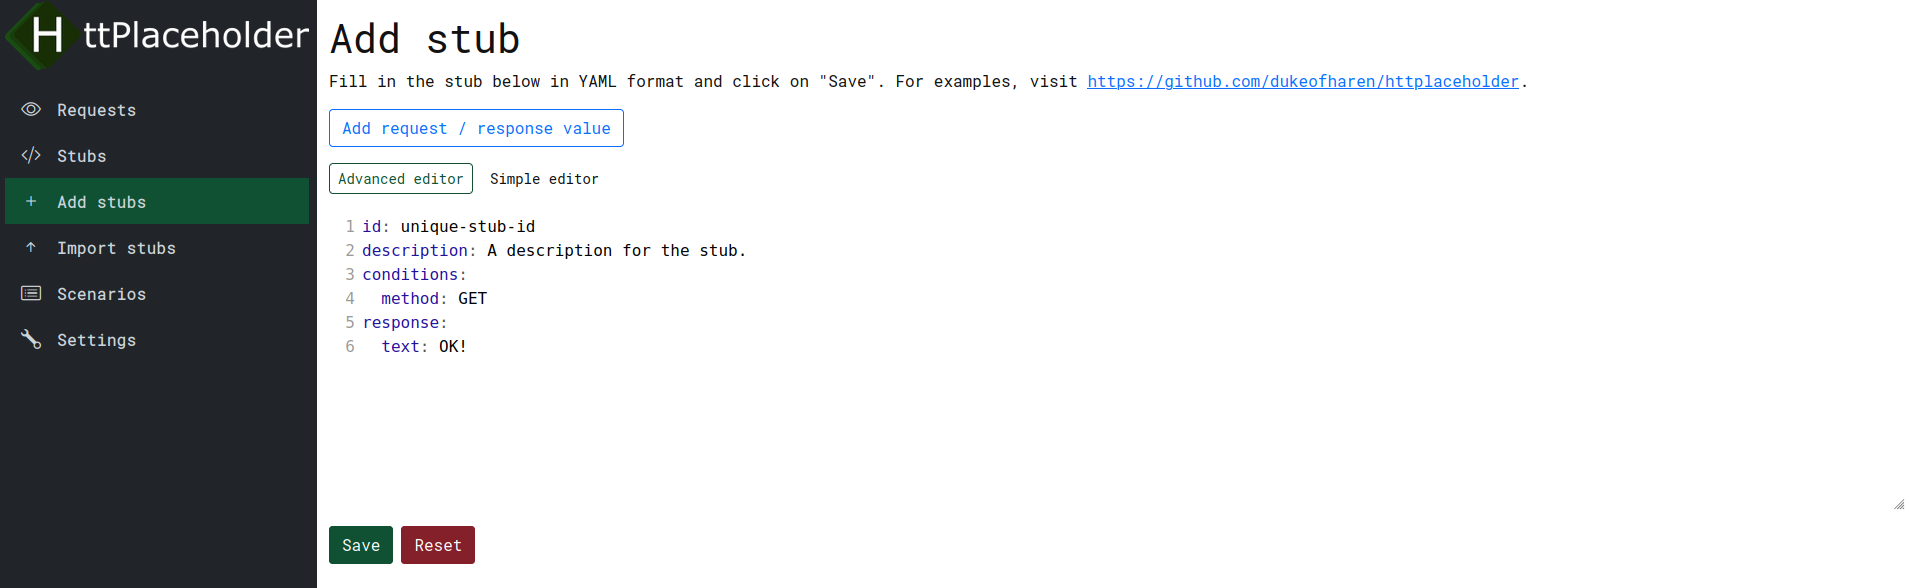 HttPlaceholder
Requests
Stubs
Add stubs
Import stubs
Scenarios
Settings
Add stub
Fill in the stub below in YAML format and click on "Save". For examples, visit https://github.com/dukeofharen/httplaceholder.
Add request / response value
Advanced editor Simple editor
1 id: unique-stub-id
2 description: A description for the stub.
3 conditions:
4   method: GET
5 response:
6   text: OK!
Save Reset